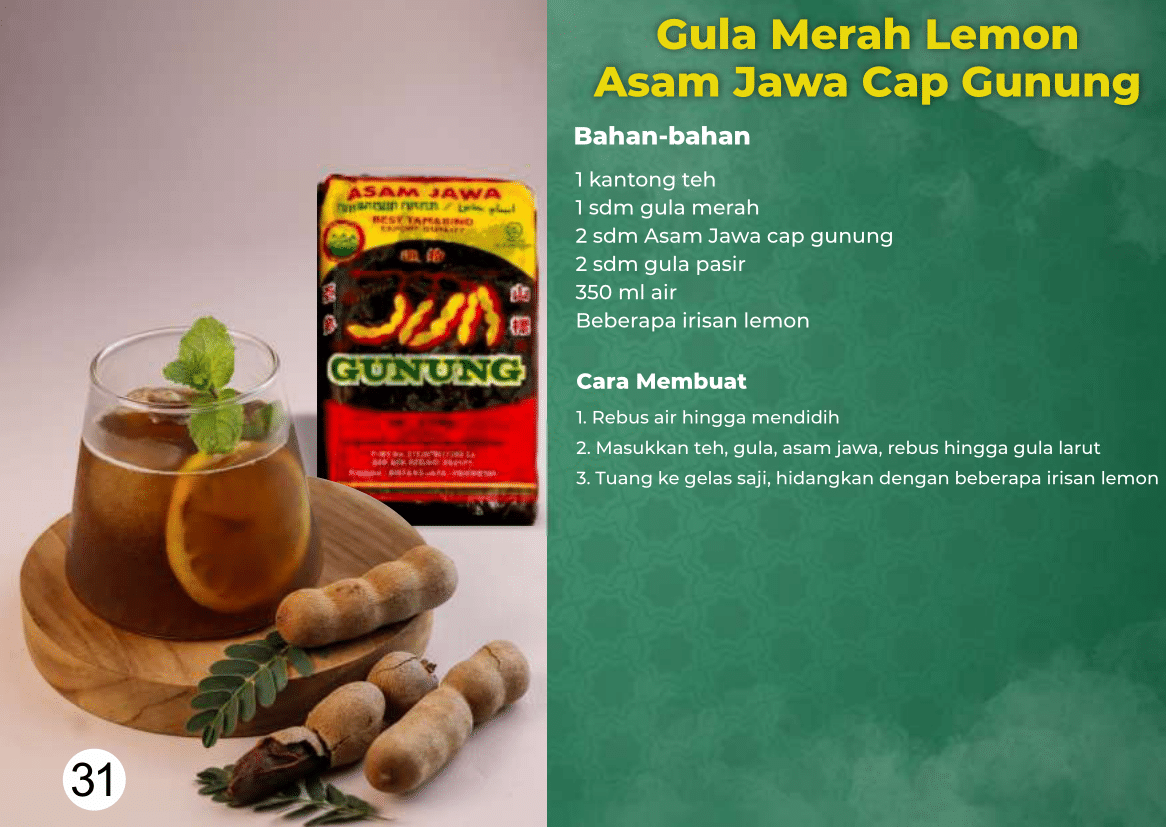 Gula Merah Lemon
Asam Jawa Cap Gunung
Bahan-bahan
1 kantong teh
1 sdm gula merah
2 sdm Asam Jawa cap gunung
2 sdm gula pasir
350 ml air
Beberapa irisan lemon
Cara Membuat
1. Rebus air hingga mendidih
2. Masukkan teh, gula, asam jawa, rebus hingga gula larut
3. Tuang ke gelas saji, hidangkan dengan beberapa irisan lemon
ASAM JAWA
BEST TAMARIND
EXPORT QUALITY
GUNUNG
31